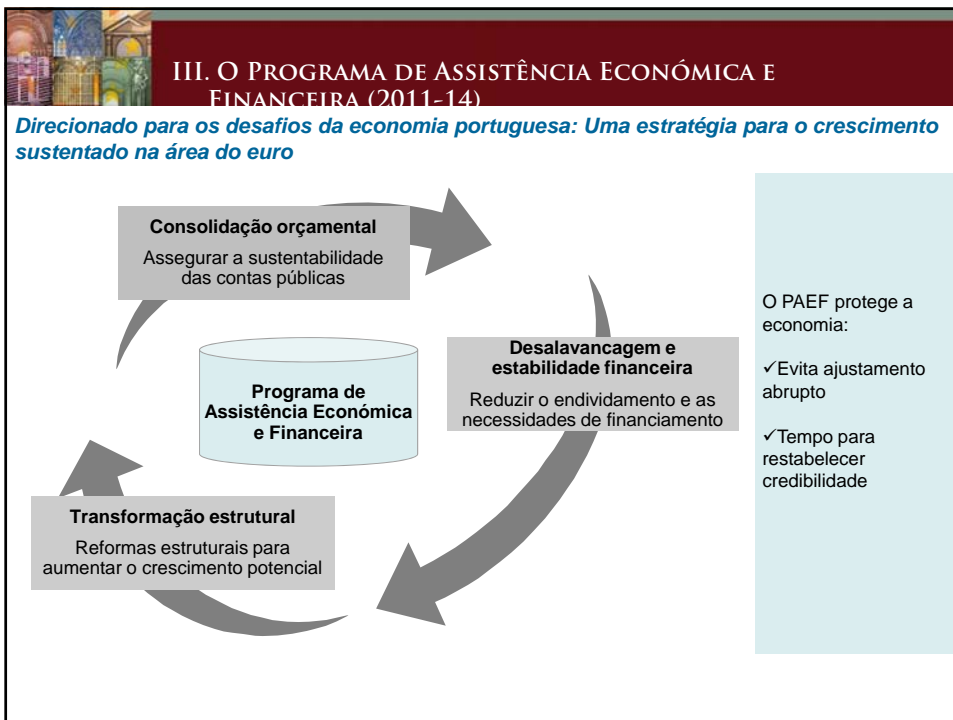 III. O Programa de Assistência Económica e
Financeira (2011-14)
Direcionado para os desafios da economia portuguesa: Uma estratégia para o crescimento
sustentado na área do euro
Consolidação orçamental
Assegurar a sustentabilidade
das contas públicas
Desalavancagem e
estabilidade financeira
Reduzir o endividamento e as
necessidades de financiamento
Programa de
Assistência Económica
e Financeira
Transformação estrutural
Reformas estruturais para
aumentar o crescimento potencial
O PAEF protege a
economia:
✓Evita ajustamento
abrupto
✓Tempo para
restabelecer
credibilidade